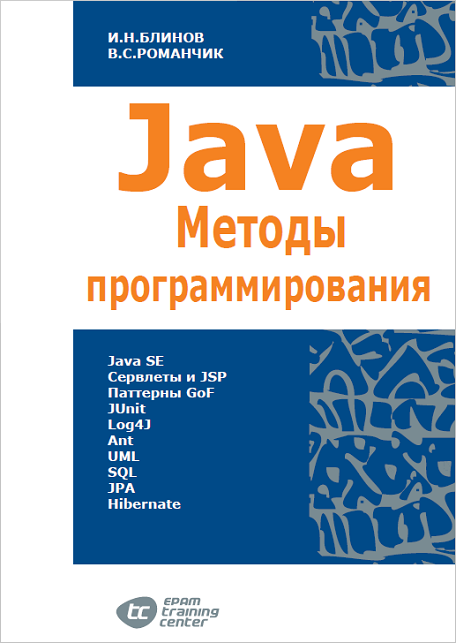 И.Н.БЛИНОВ
В.С.РОМАНЧИК
Java
Методы
программирования
Java SE
Сервлеты и JSP
Паттерны GoF
JUnit
Log4J
Ant
UML
SQL
JPA
Hibernate
tc
epam
training
center